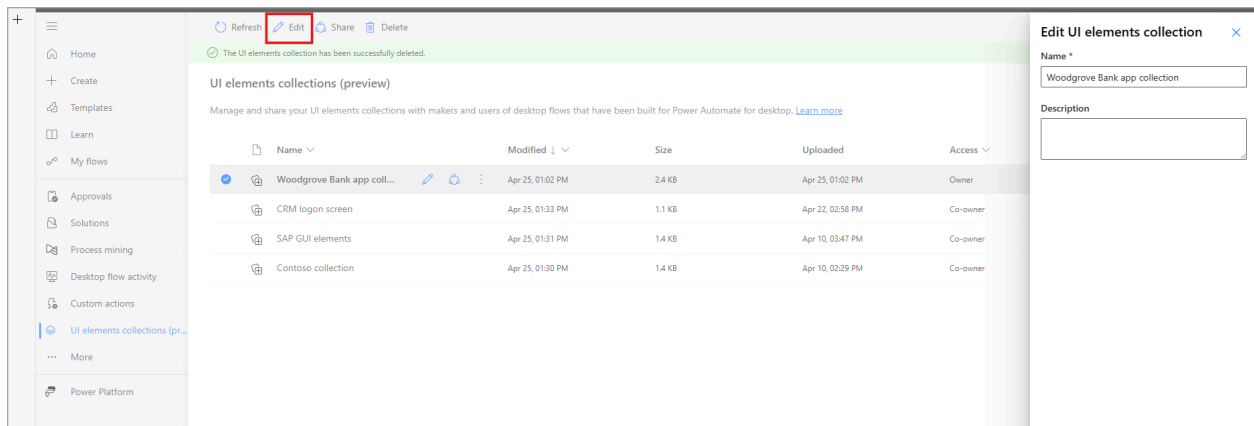 Refresh Edit Share Delete
The UI elements collection has been successfully deleted.
Home
Create
Templates
Learn
My flows
Approvals
Solutions
Process mining
Desktop flow activity
Custom actions
UI elements collections (pr...
More
Power Platform
UI elements collections (preview)
Manage and share your UI elements collections with makers and users of desktop flows that have been built for Power Automate for desktop. Learn more
Name Modified ↓ Size Uploaded Access
Woodgrove Bank app coll... Apr 25, 01:02 PM 2.4 KB Apr 25, 01:02 PM Owner
CRM logon screen Apr 25, 01:33 PM 1.1 KB Apr 22, 02:58 PM Co-owner
SAP GUI elements Apr 25, 01:31 PM 1.4 KB Apr 10, 03:47 PM Co-owner
Contoso collection Apr 25, 01:30 PM 1.4 KB Apr 10, 02:29 PM Co-owner
Edit UI elements collection
Name *
Woodgrove Bank app collection
Description